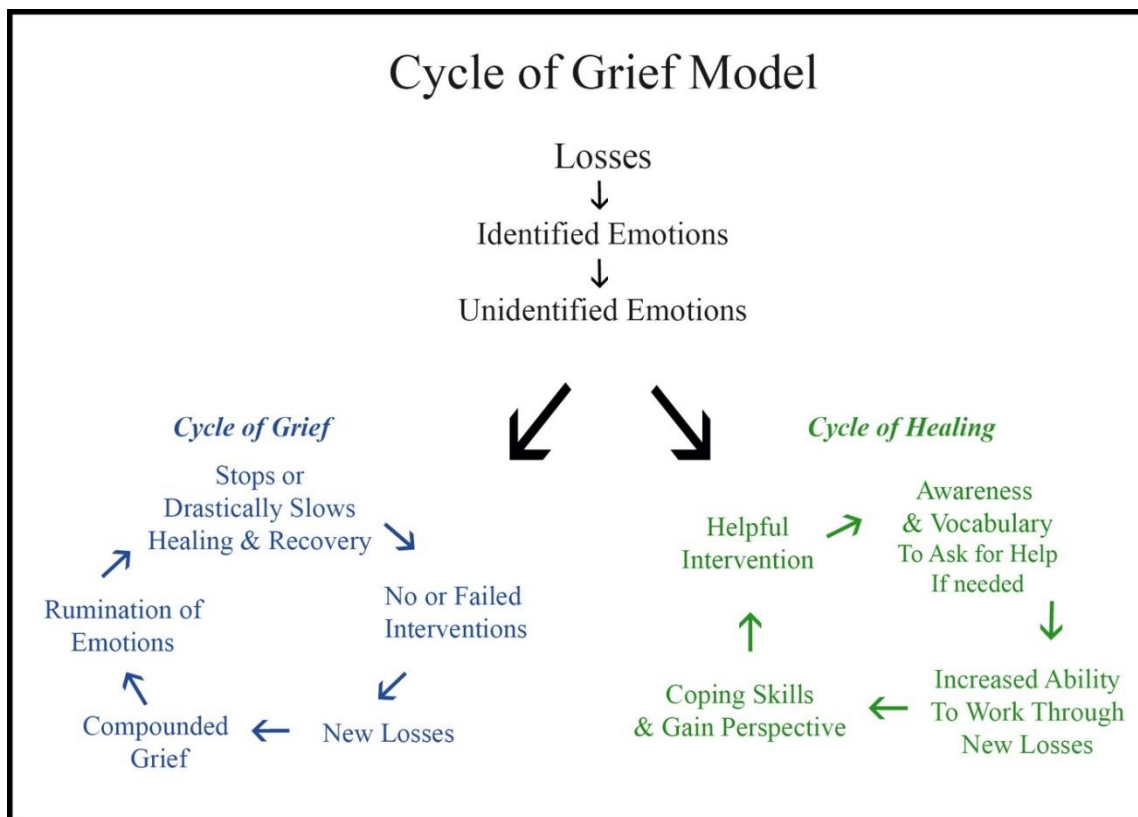 Cycle of Grief Model
Losses
Identified Emotions
Unidentified Emotions
Cycle of Grief
Stops or
Drastically Slows
Healing & Recovery
No or Failed
Interventions
New Losses
Compounded
Grief
Rumination of
Emotions
Cycle of Healing
Helpful
Intervention
Awareness
& Vocabulary
To Ask for Help
If needed
Increased Ability
To Work Through
New Losses
Coping Skills
& Gain Perspective